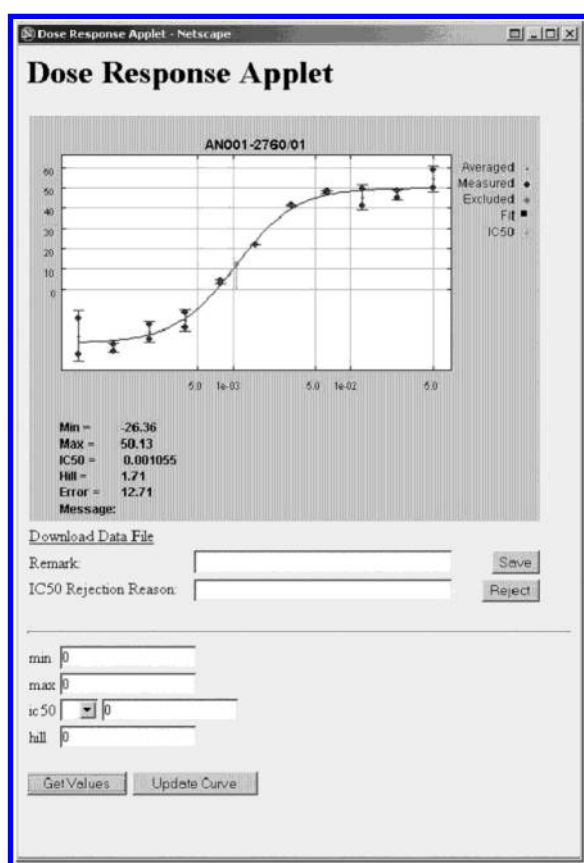 Dose Response Applet - Netscape
Dose Response Applet
AN001-2760/01
Averaged
Measured
Excluded
Fit
IC50
60
50
40
30
20
10
0
5.0 1e-03 5.0 1e-02 5.0
Min = -26.36
Max = 50.13
IC50 = 0.001055
Hill = 1.71
Error = 12.71
Message:
Download Data File
Remark: Save
IC50 Rejection Reason: Reject
min 0
max 0
ic50 0
hill 0
Get Values Update Curve